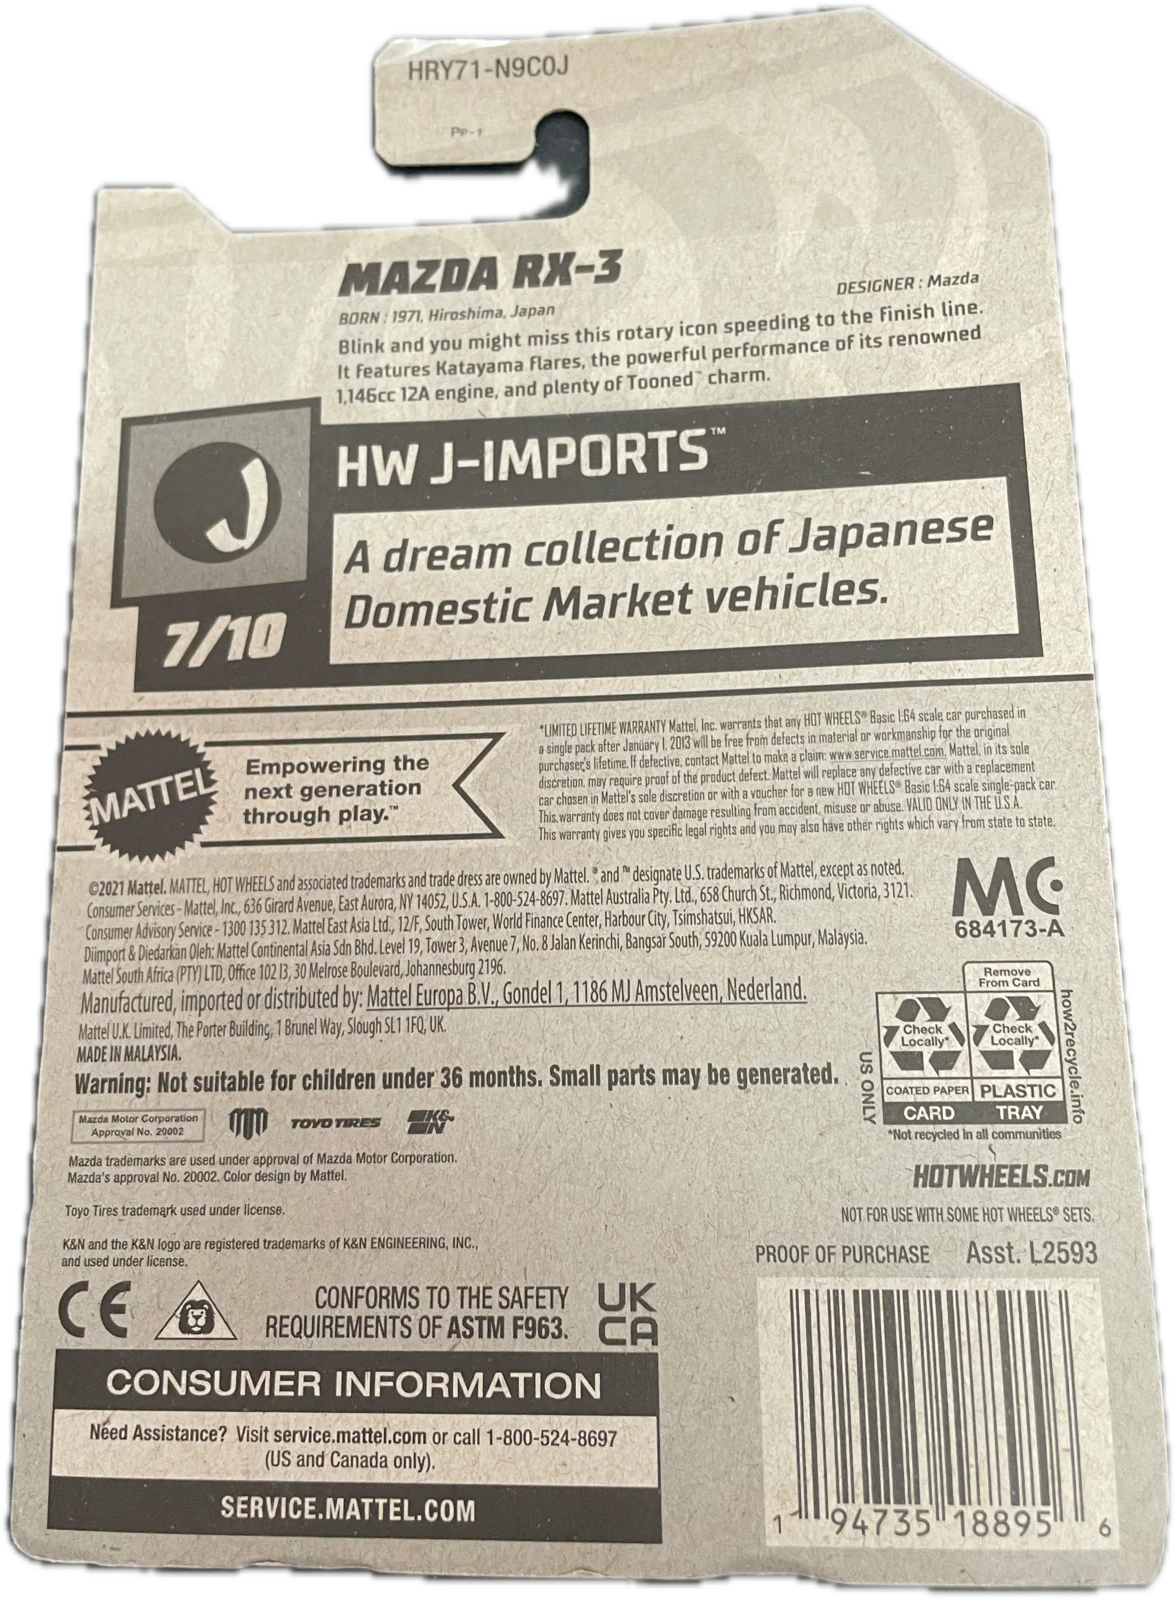 HRY71-N9C0J
Pp-1
MAZDA RX-3
DESIGNER : Mazda
BORN : 1971, Hiroshima, Japan
Blink and you might miss this rotary icon speeding to the finish line.
It features Katayama flares, the powerful performance of its renowned
1,146cc 12A engine, and plenty of Tooned™ charm.
J
HW J-IMPORTS™
A dream collection of Japanese
Domestic Market vehicles.
7/10
MATTEL
Empowering the
next generation
through play.™
*LIMITED LIFETIME WARRANTY Mattel, Inc. warrants that any HOT WHEELS® Basic 1:64 scale car purchased in
a single pack after January 1, 2013 will be free from defects in material or workmanship for the original
purchaser's lifetime. If defective, contact Mattel to make a claim: www.service.mattel.com. Mattel, in its sole
discretion, may require proof of the product defect. Mattel will replace any defective car with a replacement
car chosen in Mattel's sole discretion or with a voucher for a new HOT WHEELS® Basic 1:64 scale single-pack car.
This warranty does not cover damage resulting from accident, misuse or abuse. VALID ONLY IN THE U.S.A.
This warranty gives you specific legal rights and you may also have other rights which vary from state to state.
©2021 Mattel. MATTEL, HOT WHEELS and associated trademarks and trade dress are owned by Mattel. ® and ™ designate U.S. trademarks of Mattel, except as noted.
Consumer Services - Mattel, Inc., 636 Girard Avenue, East Aurora, NY 14052, U.S.A. 1-800-524-8697. Mattel Australia Pty. Ltd., 658 Church St., Richmond, Victoria, 3121.
Consumer Advisory Service - 1300 135 312. Mattel East Asia Ltd., 12/F, South Tower, World Finance Center, Harbour City, Tsimshatsui, HKSAR.
Diimport & Diedarkan Oleh: Mattel Continental Asia Sdn Bhd. Level 19, Tower 3, Avenue 7, No. 8 Jalan Kerinchi, Bangsar South, 59200 Kuala Lumpur, Malaysia.
Mattel South Africa (PTY) LTD, Office 102 I3, 30 Melrose Boulevard, Johannesburg 2196.
Manufactured, imported or distributed by: Mattel Europa B.V., Gondel 1, 1186 MJ Amstelveen, Nederland.
Mattel U.K. Limited, The Porter Building, 1 Brunel Way, Slough SL1 1FQ, UK.
MADE IN MALAYSIA.
Warning: Not suitable for children under 36 months. Small parts may be generated.
MC
684173-A
Remove
From Card
Check
Locally*
Check
Locally*
COATED PAPER
PLASTIC
CARD
TRAY
US ONLY
how2recycle.info
*Not recycled in all communities
Mazda Motor Corporation
Approval No. 20002
TOYO TIRES
K&N
Mazda trademarks are used under approval of Mazda Motor Corporation.
Mazda's approval No. 20002. Color design by Mattel.
HOTWHEELS.COM
Toyo Tires trademark used under license.
NOT FOR USE WITH SOME HOT WHEELS® SETS.
K&N and the K&N logo are registered trademarks of K&N ENGINEERING, INC.,
and used under license.
PROOF OF PURCHASE Asst. L2593
CE
CONFORMS TO THE SAFETY
REQUIREMENTS OF ASTM F963.
UK
CA
CONSUMER INFORMATION
Need Assistance? Visit service.mattel.com or call 1-800-524-8697
(US and Canada only).
SERVICE.MATTEL.COM
1 94735 18895 6